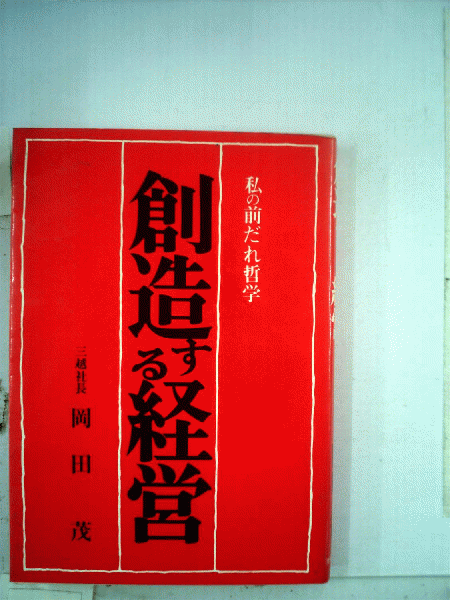 私の前だれ哲学
創造する経営
三越社長 岡田茂